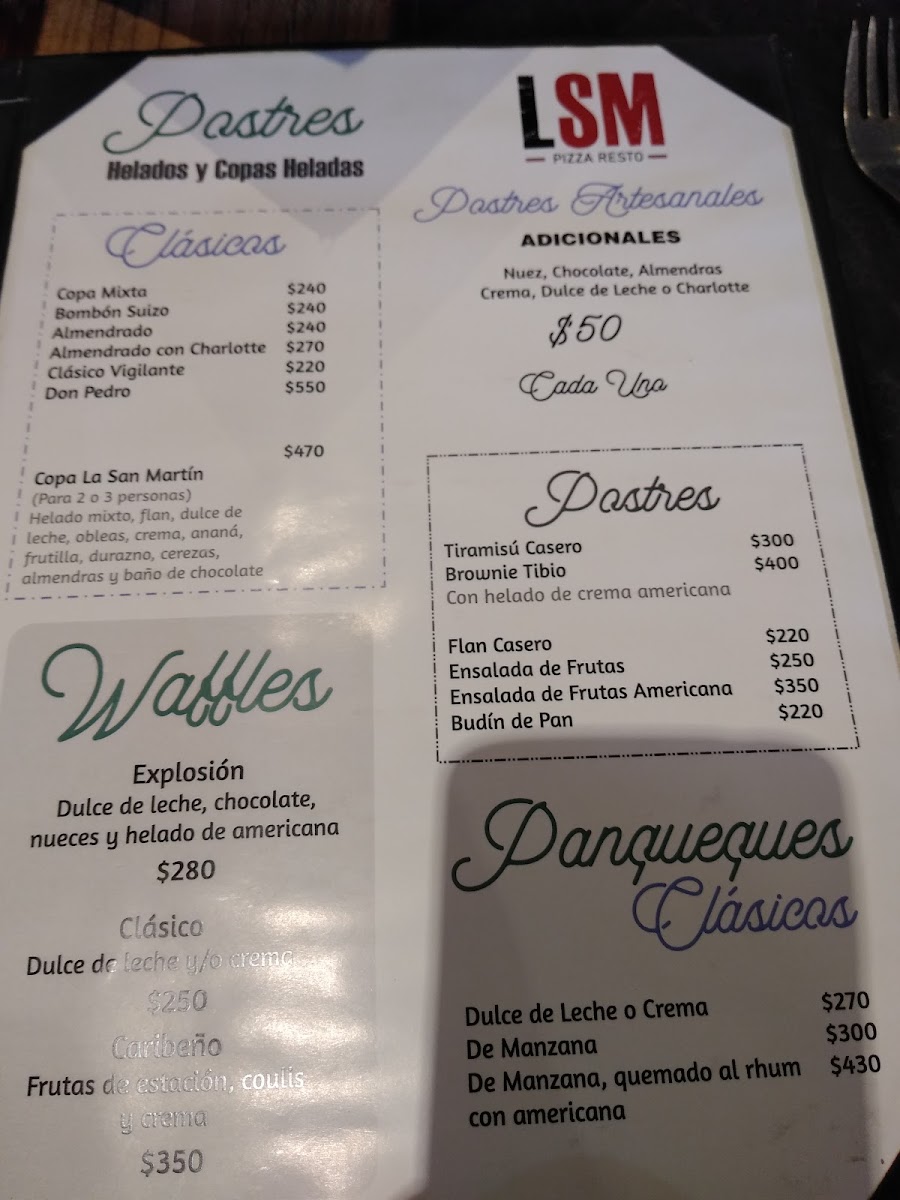 Postres
Helados y Copas Heladas
Clásicos
Copa Mixta $240
Bombón Suizo $240
Almendrado $240
Almendrado con Charlotte $270
Clásico Vigilante $220
Don Pedro $550
$470
Copa La San Martín
(Para 2 o 3 personas)
Helado mixto, flan, dulce de
leche, obleas, crema, ananá,
frutilla, durazno, cerezas,
almendras y baño de chocolate
Waffles
Explosión
Dulce de leche, chocolate,
nueces y helado de americana
$280
Clásico
Dulce de leche y/o crema
$250
Caribeño
Frutas de estación, coulis
y crema
$350
LSM
PIZZA RESTO
Postres Artesanales
ADICIONALES
Nuez, Chocolate, Almendras
Crema, Dulce de Leche o Charlotte
$50
Cada Uno
Postres
Tiramisú Casero $300
Brownie Tibio $400
Con helado de crema americana
Flan Casero $220
Ensalada de Frutas $250
Ensalada de Frutas Americana $350
Budín de Pan $220
Panqueques
Clásicos
Dulce de Leche o Crema $270
De Manzana $300
De Manzana, quemado al rhum $430
con americana